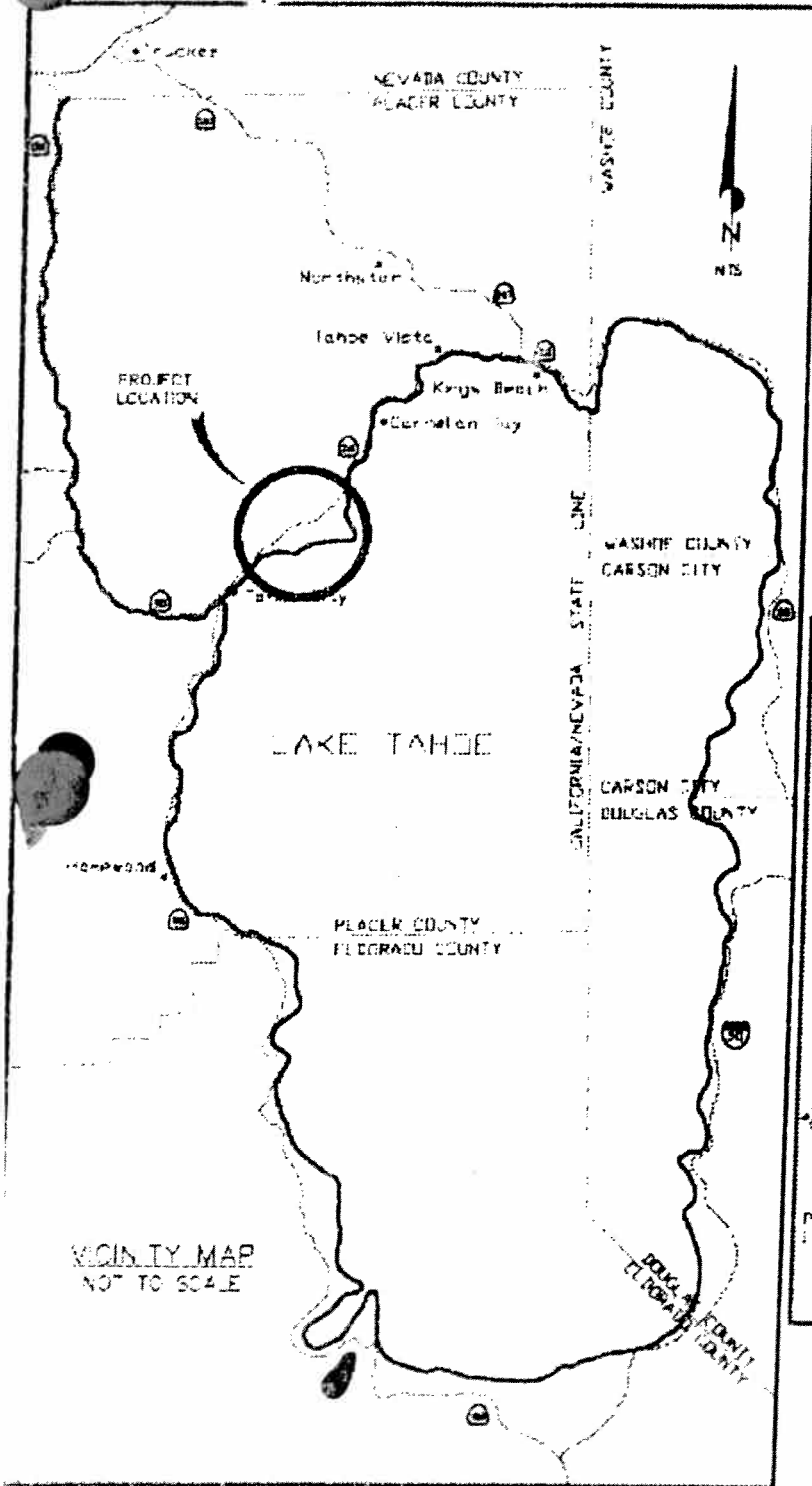 NEVADA COUNTY
PLACER COUNTY
WASHOE COUNTY
N
NTS
Northstar
Tahoe Vista
Kings Beach
Carnelian Bay
PROJECT
LOCATION
WASHOE COUNTY
CARSON CITY
CALIFORNIA/NEVADA STATE LINE
LAKE TAHOE
CARSON CITY
DOUGLAS COUNTY
Homewood
PLACER COUNTY
ELDORADO COUNTY
VICINITY MAP
NOT TO SCALE
DOUGLAS COUNTY
ELDORADO COUNTY